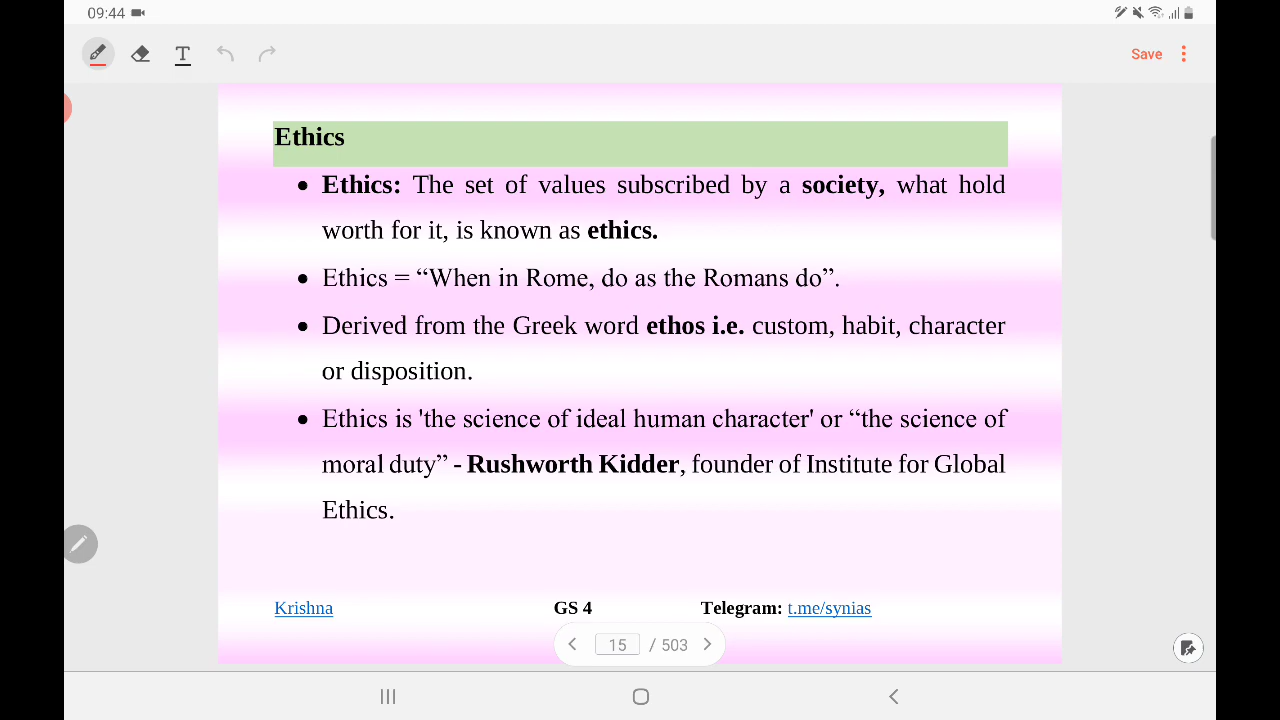 09:44
T
Save
Ethics
• Ethics: The set of values subscribed by a society, what hold
worth for it, is known as ethics.
• Ethics = “When in Rome, do as the Romans do”.
• Derived from the Greek word ethos i.e. custom, habit, character
or disposition.
• Ethics is 'the science of ideal human character' or “the science of
moral duty” - Rushworth Kidder, founder of Institute for Global
Ethics.
Krishna GS 4 Telegram: t.me/synias
15 / 503